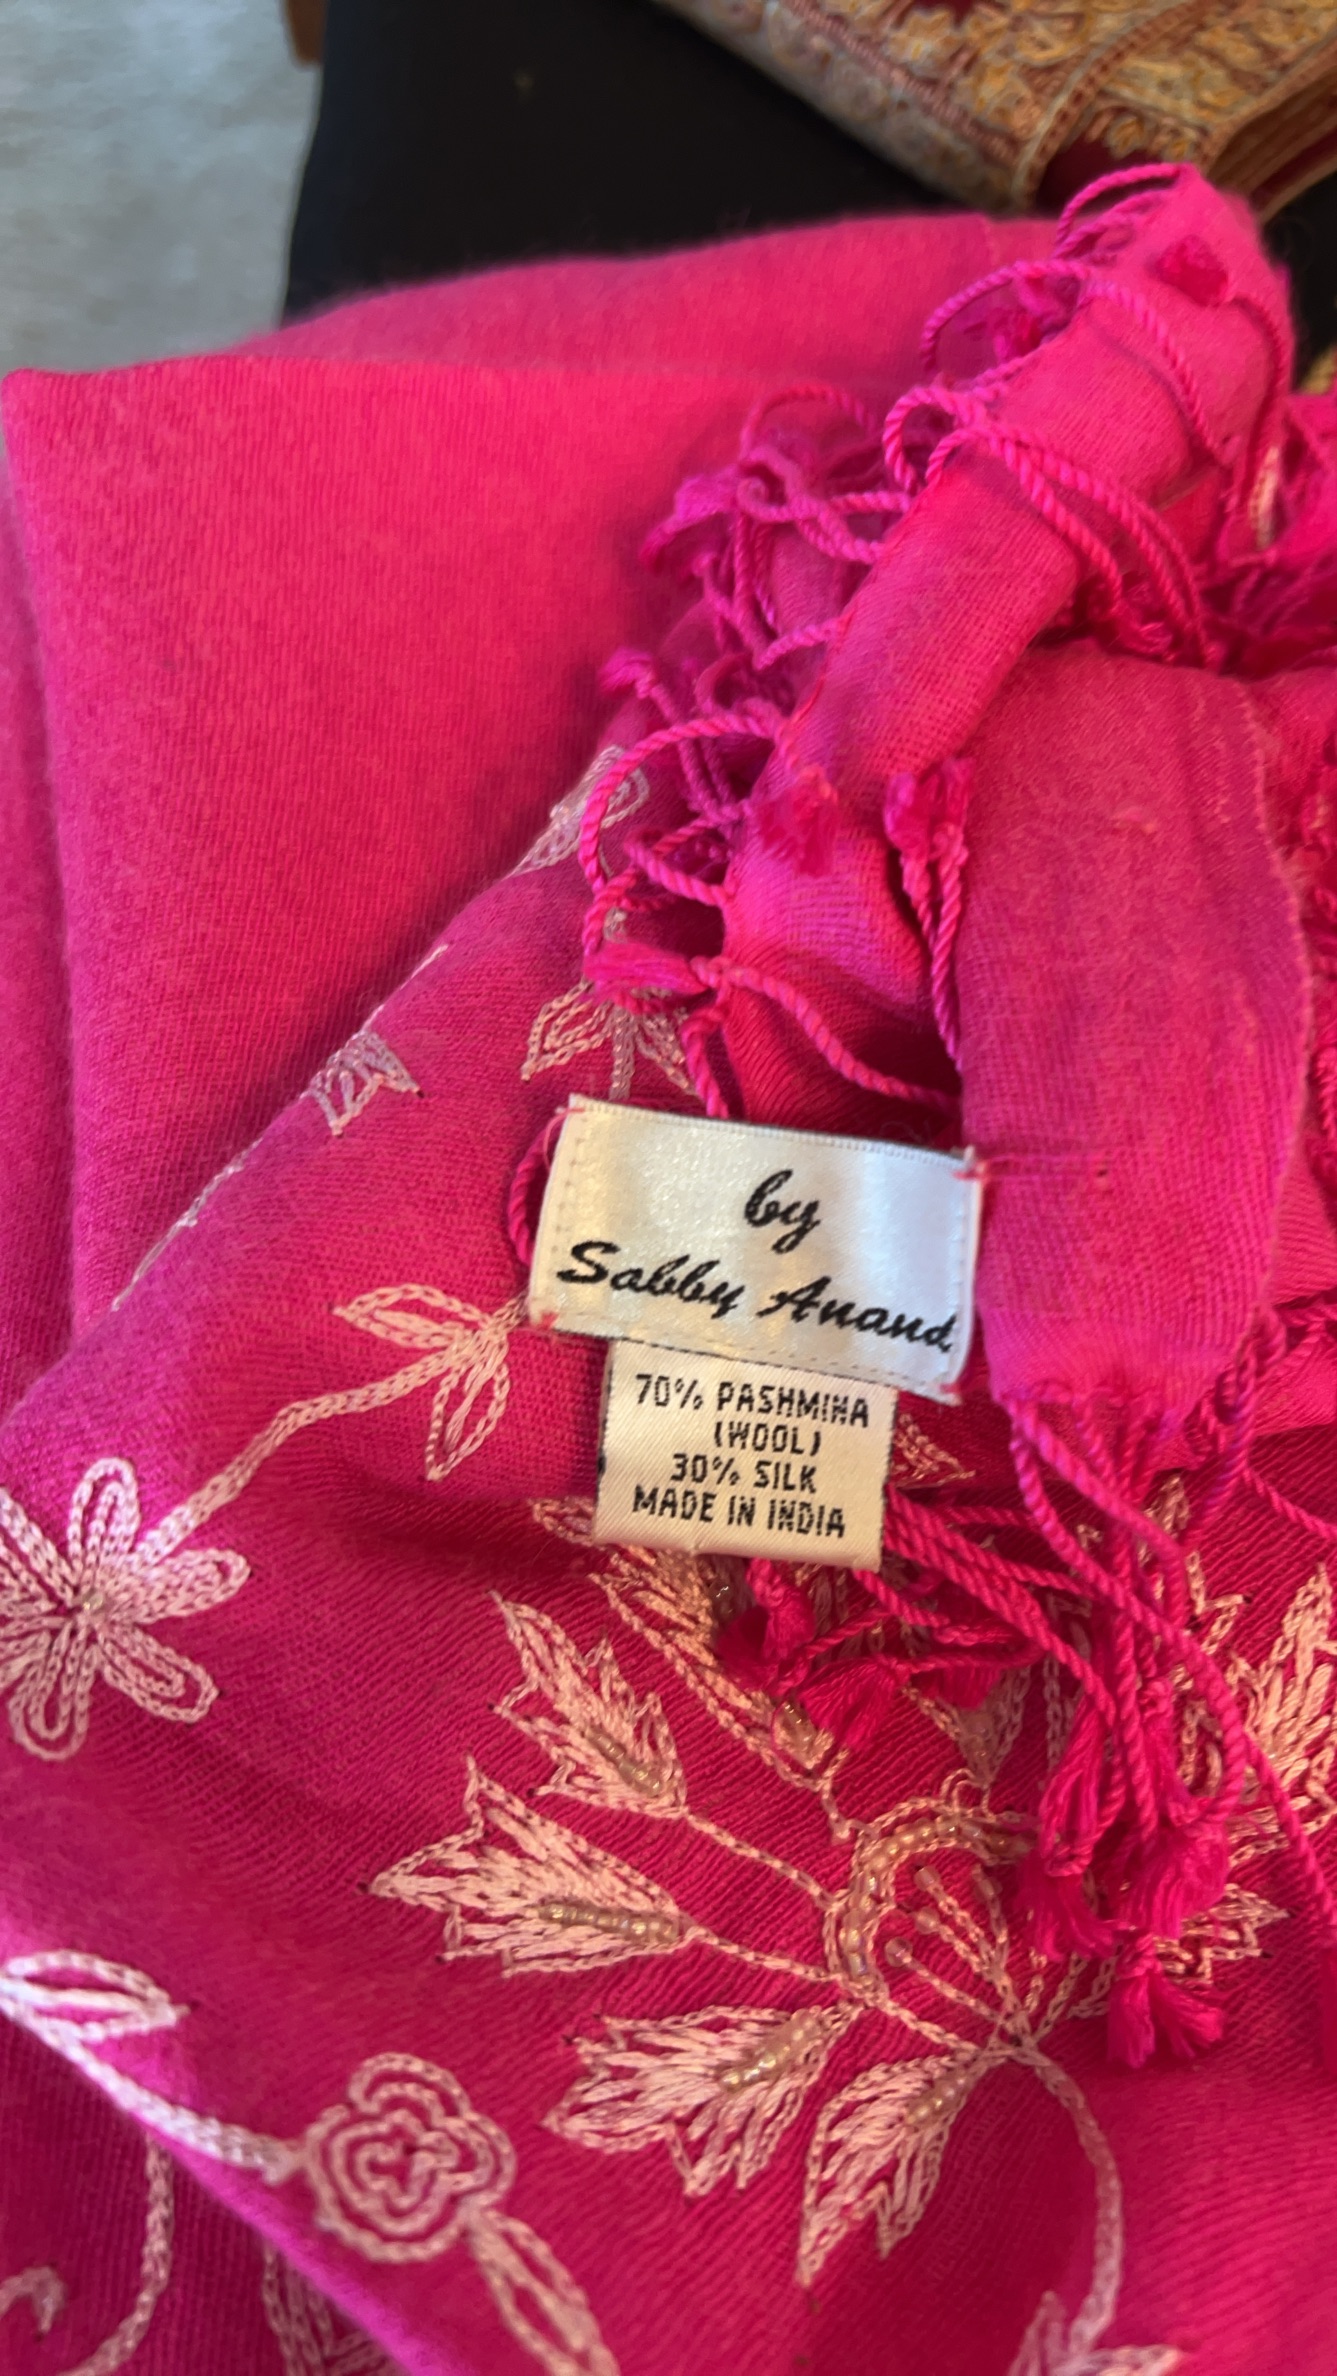 by
Sabby Anand
70% PASHMINA
(WOOL)
30% SILK
MADE IN INDIA